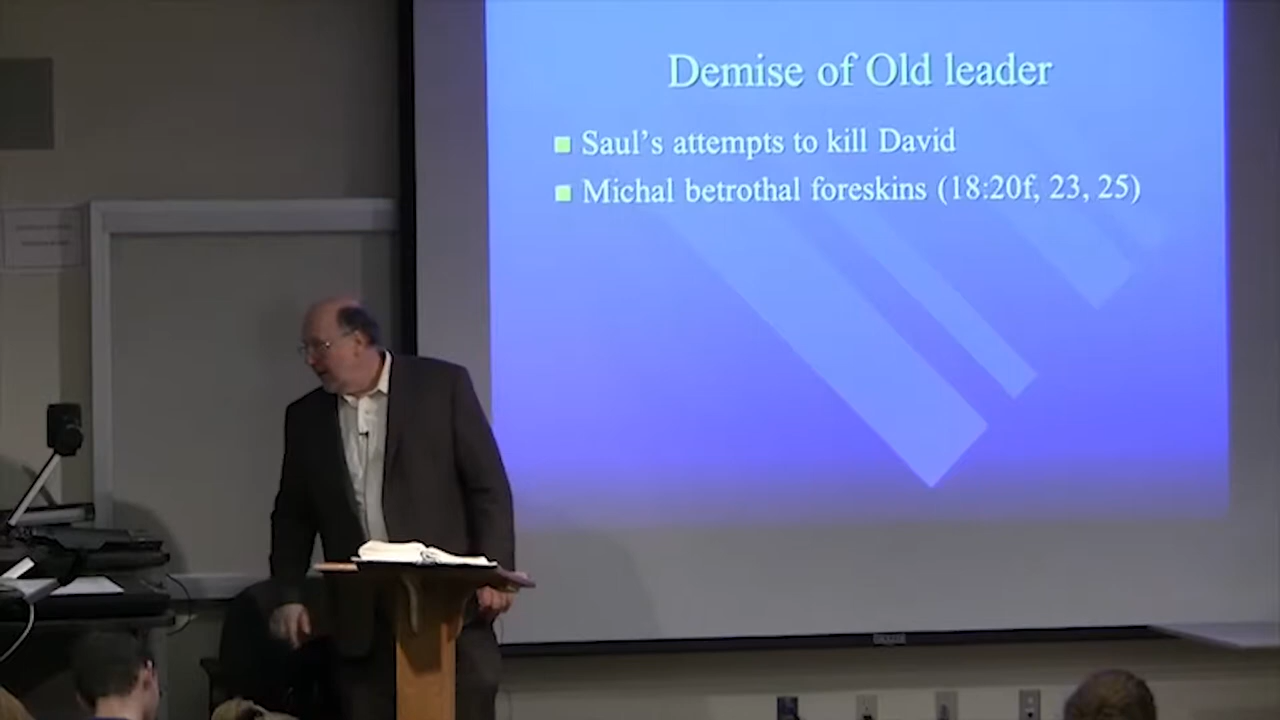 Demise of Old leader
Saul's attempts to kill David
Michal betrothal foreskins (18:20f, 23, 25)